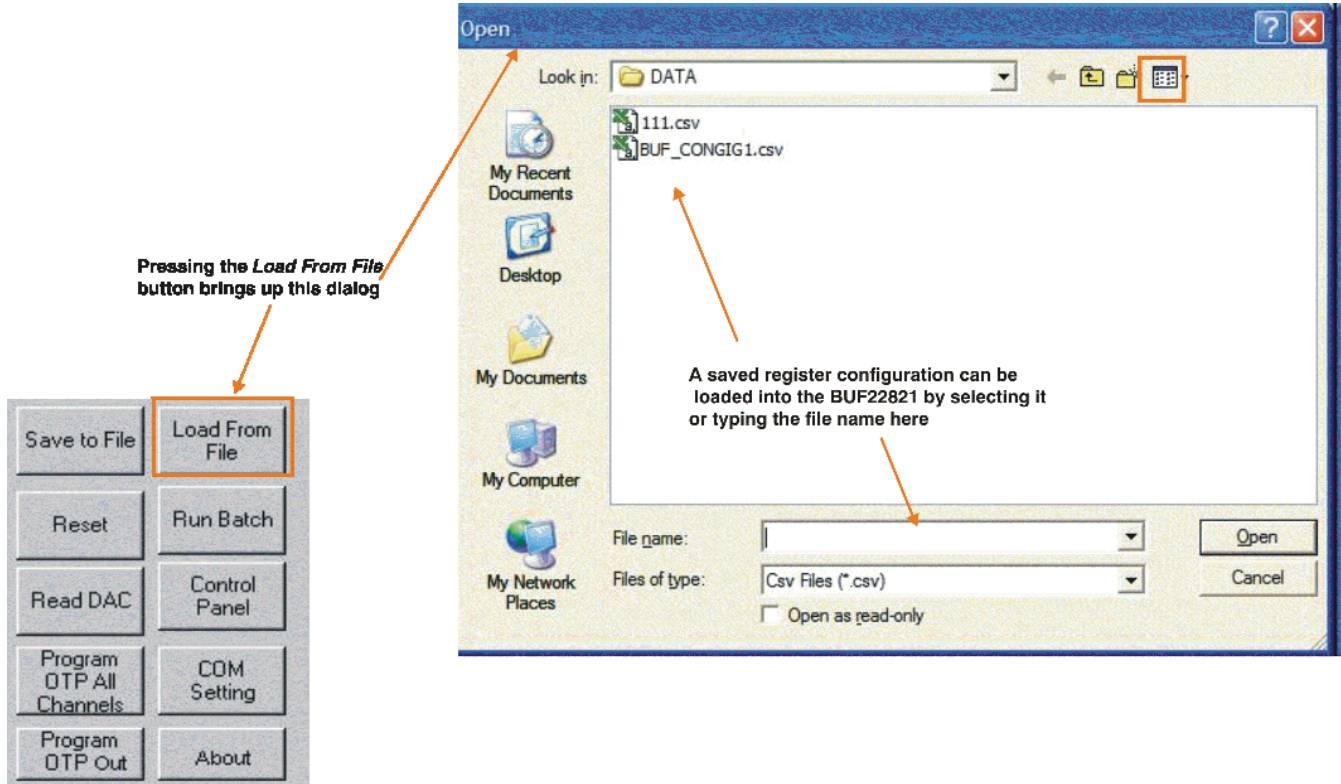 Open
Look in:
DATA
111.csv
BUF_CONGIG1.csv
My Recent
Documents
Desktop
My Documents
My Computer
My Network
Places
A saved register configuration can be
loaded into the BUF22821 by selecting it
or typing the file name here
File name:
Open
Files of type:
Csv Files (*.csv)
Cancel
Open as read-only
Pressing the Load From File
button brings up this dialog
Save to File
Load From
File
Reset
Run Batch
Read DAC
Control
Panel
Program
OTP All
Channels
COM
Setting
Program
OTP Out
About